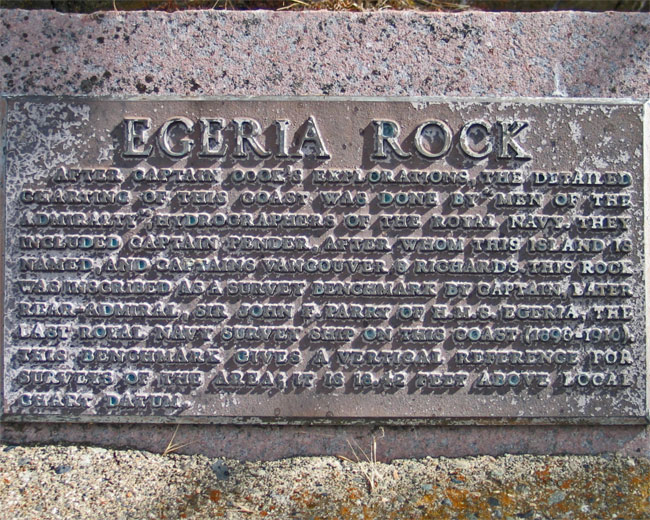 EGERIA ROCK
AFTER CAPTAIN COOK'S EXPLORATIONS, THE DETAILED
CHARTING OF THIS COAST WAS DONE BY MEN OF THE
ADMIRALTY HYDROGRAPHERS OF THE ROYAL NAVY. THEY
INCLUDED CAPTAIN PENDER, AFTER WHOM THIS ISLAND IS
NAMED, AND CAPTAINS VANCOUVER & RICHARDS. THIS ROCK
WAS INSCRIBED AS A SURVEY BENCHMARK BY CAPTAIN, LATER
REAR-ADMIRAL, SIR JOHN F. PARRY OF H.M.S. EGERIA, THE
LAST ROYAL NAVY SURVEY SHIP ON THIS COAST (1898-1910).
THIS BENCHMARK GIVES A VERTICAL REFERENCE FOR
SURVEYS OF THE AREA; IT IS 18.42 FEET ABOVE LOCAL
CHART DATUM.